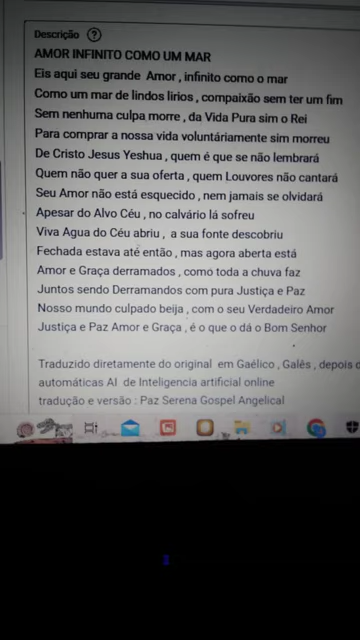 Descrição ?
AMOR INFINITO COMO UM MAR
Eis aqui seu grande Amor , infinito como o mar
Como um mar de lindos lirios , compaixão sem ter um fim
Sem nenhuma culpa morre , da Vida Pura sim o Rei
Para comprar a nossa vida voluntáriamente sim morreu
De Cristo Jesus Yeshua , quem é que se não lembrará
Quem não quer a sua oferta , quem Louvores não cantará
Seu Amor não está esquecido , nem jamais se olvidará
Apesar do Alvo Céu , no calvário lá sofreu
Viva Agua do Céu abriu , a sua fonte descobriu
Fechada estava até então , mas agora aberta está
Amor e Graça derramados , como toda a chuva faz
Juntos sendo Derramandos com pura Justiça e Paz
Nosso mundo culpado beija , com o seu Verdadeiro Amor
Justiça e Paz Amor e Graça , é o que o dá o Bom Senhor
Traduzido diretamente do original em Gaélico , Galés , depois
automáticas AI de Inteligencia artificial online
tradução e versão : Paz Serena Gospel Angelical